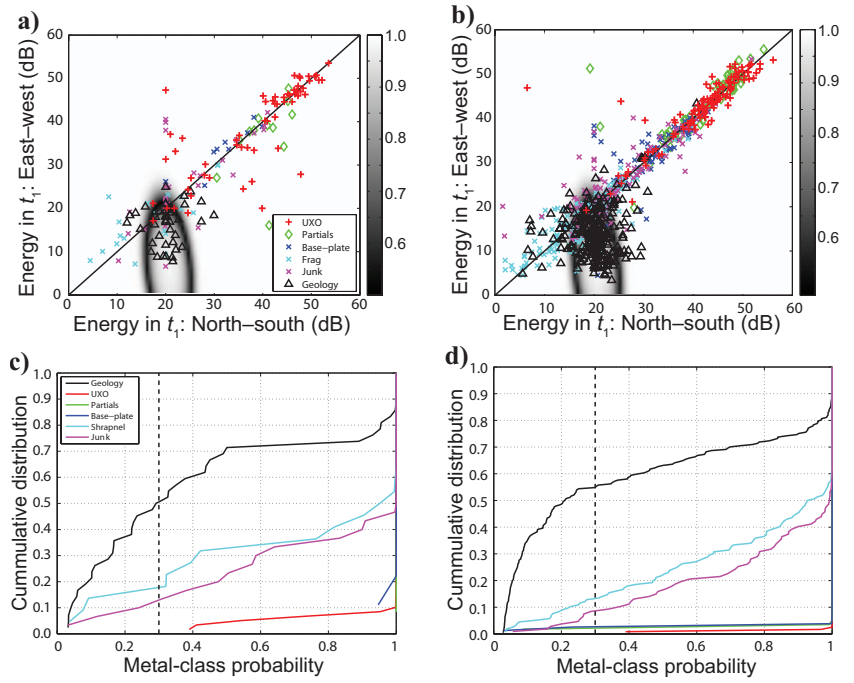 a)
60
50
40
30
20
10
0
Energy in t1: East–west (dB)
0 10 20 30 40 50 60
Energy in t1: North–south (dB)
UXO
Partials
Base–plate
Frag
Junk
Geology
1.0
0.9
0.8
0.7
0.6
b)
60
50
40
30
20
10
0
Energy in t1: East–west (dB)
0 10 20 30 40 50 60
Energy in t1: North–south (dB)
1.0
0.9
0.8
0.7
0.6
c)
1.0
0.9
0.8
0.7
0.6
0.5
0.4
0.3
0.2
0.1
0.0
Cummulative distribution
Geology
UXO
Partials
Base–plate
Shrapnel
Junk
0 0.2 0.4 0.6 0.8 1
Metal-class probability
d)
1.0
0.9
0.8
0.7
0.6
0.5
0.4
0.3
0.2
0.1
0.0
Cummulative distribution
0 0.2 0.4 0.6 0.8 1
Metal-class probability